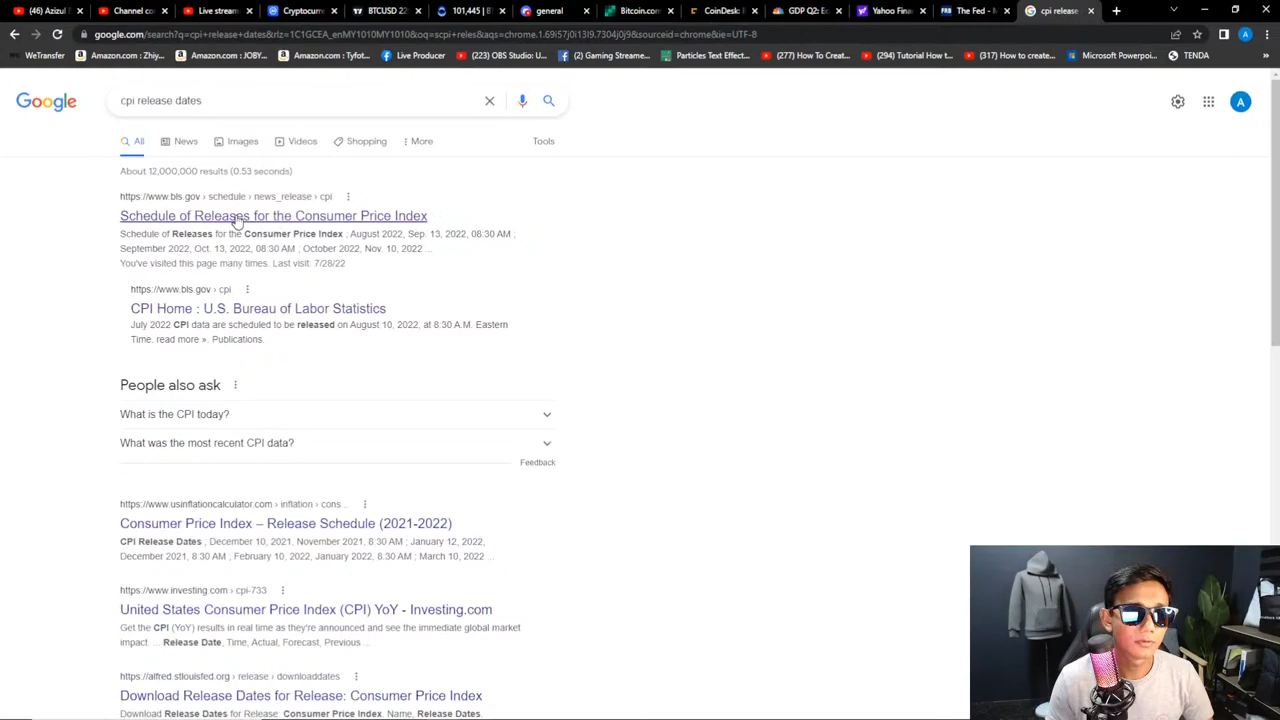 (46) Azizul I
Channel co
Live stream
Cryptocurre
BTCUSD 22
101,445 | B
general
Bitcoin.com
CoinDesk:
GDP Q2: Ec
Yahoo Finan
The Fed - M
cpi release
google.com/search?q=cpi+release+dates&rlz=1C1GCEA_enMY1010MY1010&oq=scpi+reles&aqs=chrome.1.69i57j0i13l9.7304j0j9&sourceid=chrome&ie=UTF-8
WeTransfer
Amazon.com : Zhiy...
Amazon.com: JOBY...
Amazon.com: Tyfot...
Live Producer
(223) OBS Studio: U...
(2) Gaming Streame...
Particles Text Effect...
(277) How To Creat...
(294) Tutorial How t...
(317) How to create...
Microsoft Powerpoi...
TENDA
Google
cpi release dates
All
News
Images
Videos
Shopping
More
Tools
About 12,000,000 results (0.53 seconds)
https://www.bls.gov › schedule › news_release › cpi
Schedule of Releases for the Consumer Price Index
Schedule of Releases for the Consumer Price Index ; August 2022, Sep. 13, 2022, 08:30 AM ;
September 2022, Oct. 13, 2022, 08:30 AM ; October 2022, Nov. 10, 2022 ...
You've visited this page many times. Last visit: 7/28/22
https://www.bls.gov › cpi
CPI Home : U.S. Bureau of Labor Statistics
July 2022 CPI data are scheduled to be released on August 10, 2022, at 8:30 A.M. Eastern
Time. read more ». Publications.
People also ask
What is the CPI today?
What was the most recent CPI data?
Feedback
https://www.usinflationcalculator.com › inflation › cons...
Consumer Price Index – Release Schedule (2021-2022)
CPI Release Dates ; December 10, 2021, November 2021, 8:30 AM ; January 12, 2022,
December 2021, 8:30 AM ; February 10, 2022, January 2022, 8:30 AM ; March 10, 2022 ...
https://www.investing.com › cpi-733
United States Consumer Price Index (CPI) YoY - Investing.com
Get the CPI (YoY) results in real time as they're announced and see the immediate global market
impact. ... Release Date, Time, Actual, Forecast, Previous ...
https://alfred.stlouisfed.org › release › downloaddates
Download Release Dates for Release: Consumer Price Index
Download Release Dates for Release: Consumer Price Index. Name, Release Dates.